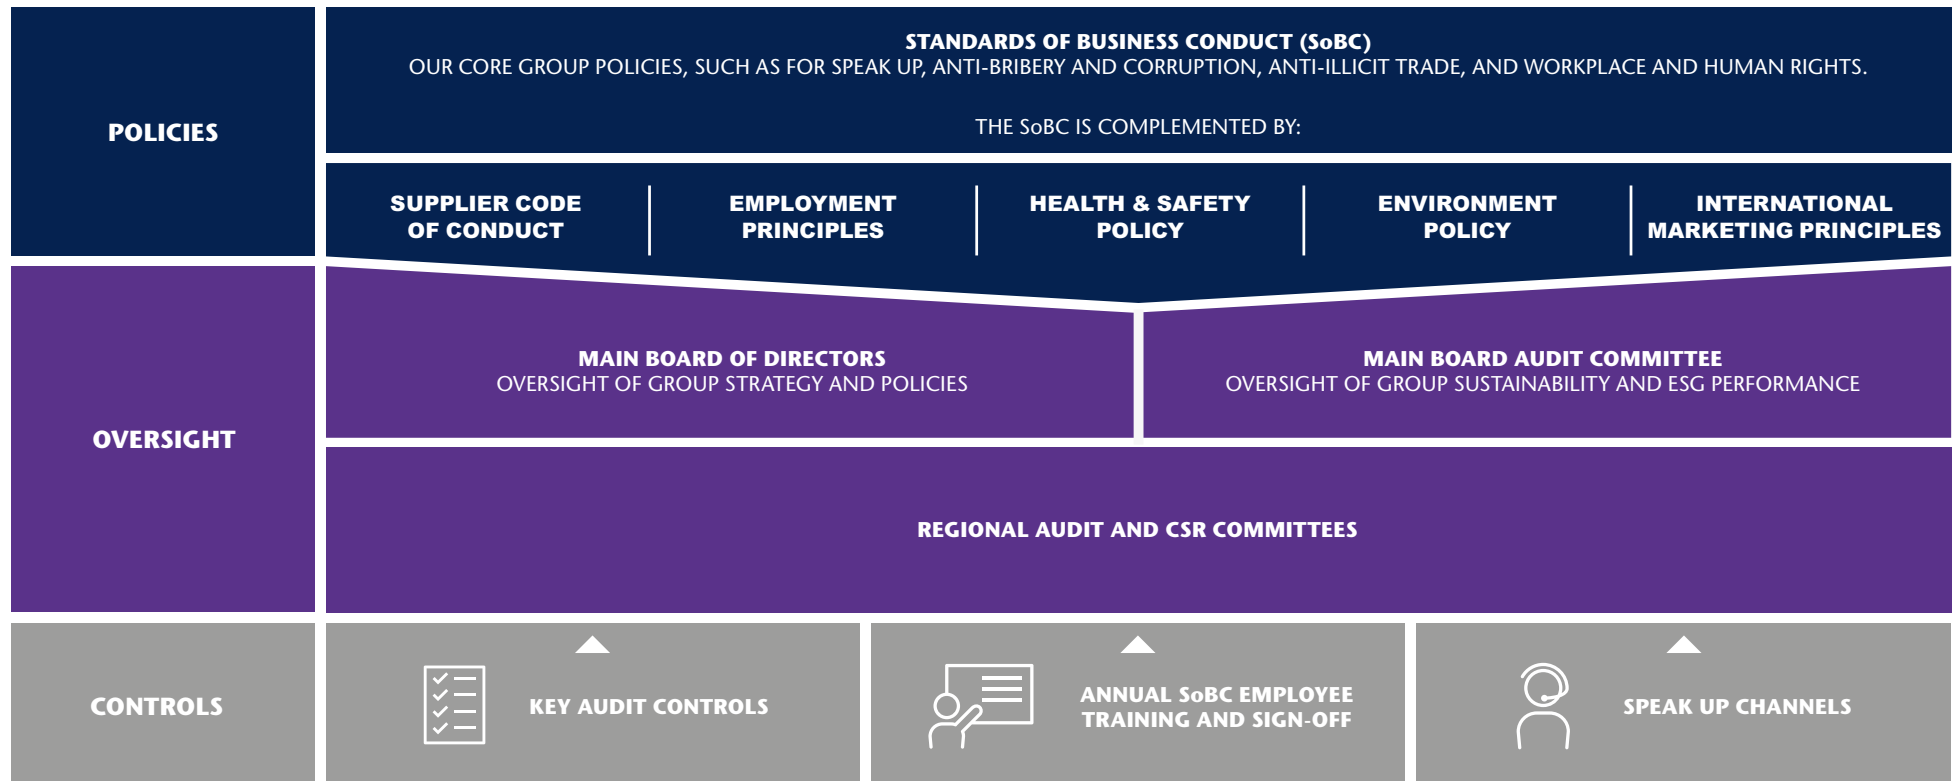 POLICIES
STANDARDS OF BUSINESS CONDUCT (SoBC)
OUR CORE GROUP POLICIES, SUCH AS FOR SPEAK UP, ANTI-BRIBERY AND CORRUPTION, ANTI-ILLICIT TRADE, AND WORKPLACE AND HUMAN RIGHTS.
THE SoBC IS COMPLEMENTED BY:
SUPPLIER CODE
OF CONDUCT
EMPLOYMENT
PRINCIPLES
HEALTH & SAFETY
POLICY
ENVIRONMENT
POLICY
INTERNATIONAL
MARKETING PRINCIPLES
OVERSIGHT
MAIN BOARD OF DIRECTORS
OVERSIGHT OF GROUP STRATEGY AND POLICIES
MAIN BOARD AUDIT COMMITTEE
OVERSIGHT OF GROUP SUSTAINABILITY AND ESG PERFORMANCE
REGIONAL AUDIT AND CSR COMMITTEES
CONTROLS
KEY AUDIT CONTROLS
ANNUAL SoBC EMPLOYEE
TRAINING AND SIGN-OFF
SPEAK UP CHANNELS